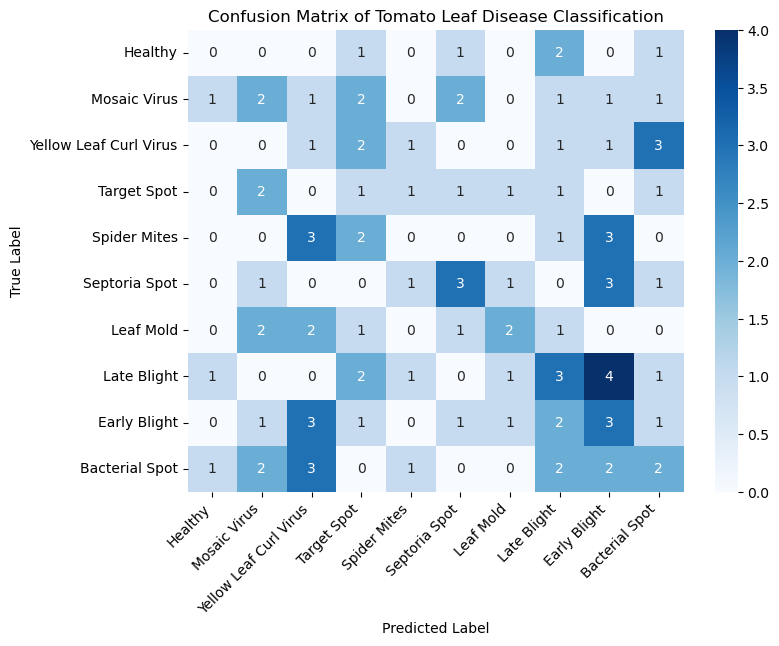 Confusion Matrix of Tomato Leaf Disease Classification
True Label
Healthy 0 0 0 1 0 1 0 2 0 1
Mosaic Virus 1 2 1 2 0 2 0 1 1 1
Yellow Leaf Curl Virus 0 0 1 2 1 0 0 1 1 3
Target Spot 0 2 0 1 1 1 1 1 0 1
Spider Mites 0 0 3 2 0 0 0 1 3 0
Septoria Spot 0 1 0 0 1 3 1 0 3 1
Leaf Mold 0 2 2 1 0 1 2 1 0 0
Late Blight 1 0 0 2 1 0 1 3 4 1
Early Blight 0 1 3 1 0 1 1 2 3 1
Bacterial Spot 1 2 3 0 1 0 0 2 2 2
Healthy
Mosaic Virus
Yellow Leaf Curl Virus
Target Spot
Spider Mites
Septoria Spot
Leaf Mold
Late Blight
Early Blight
Bacterial Spot
Predicted Label
4.0
3.5
3.0
2.5
2.0
1.5
1.0
0.5
0.0